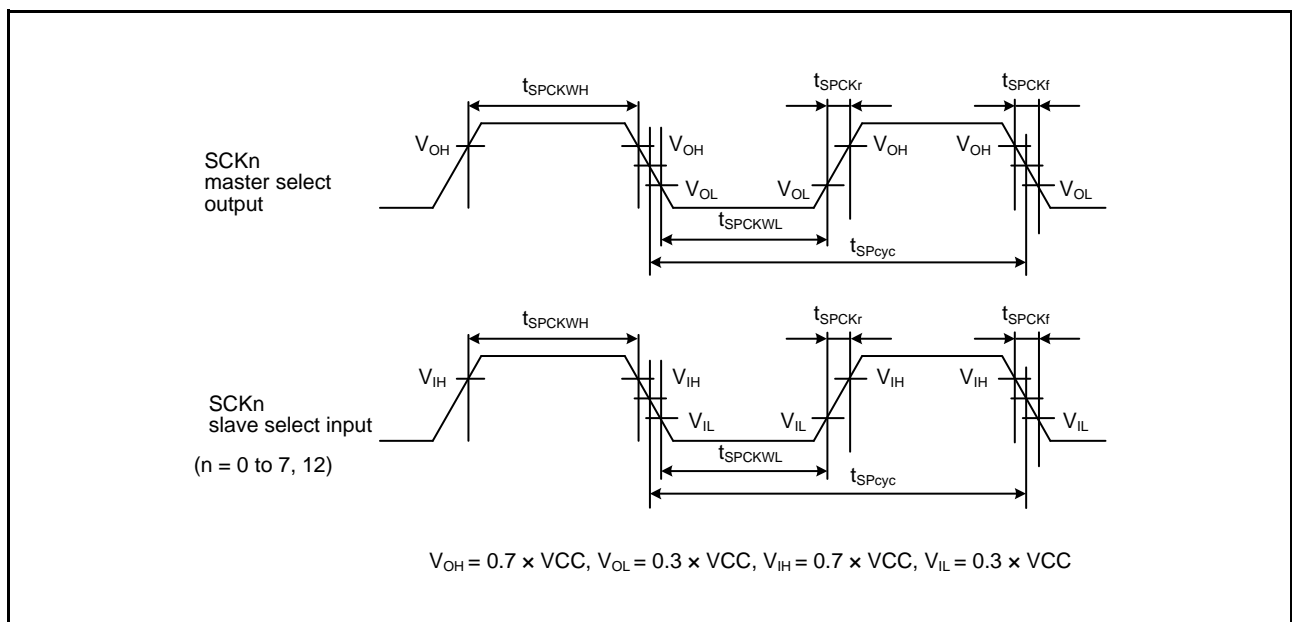 tSPCKWH
tSPCKr
tSPCKf
VOH
VOH
VOH
VOH
SCKn
master select
output
VOL
VOL
VOL
tSPCKWL
tSPcyc
tSPCKWH
tSPCKr
tSPCKf
VIH
VIH
VIH
VIH
SCKn
slave select input
(n = 0 to 7, 12)
VIL
VIL
VIL
tSPCKWL
tSPcyc
VOH = 0.7 × VCC, VOL = 0.3 × VCC, VIH = 0.7 × VCC, VIL = 0.3 × VCC